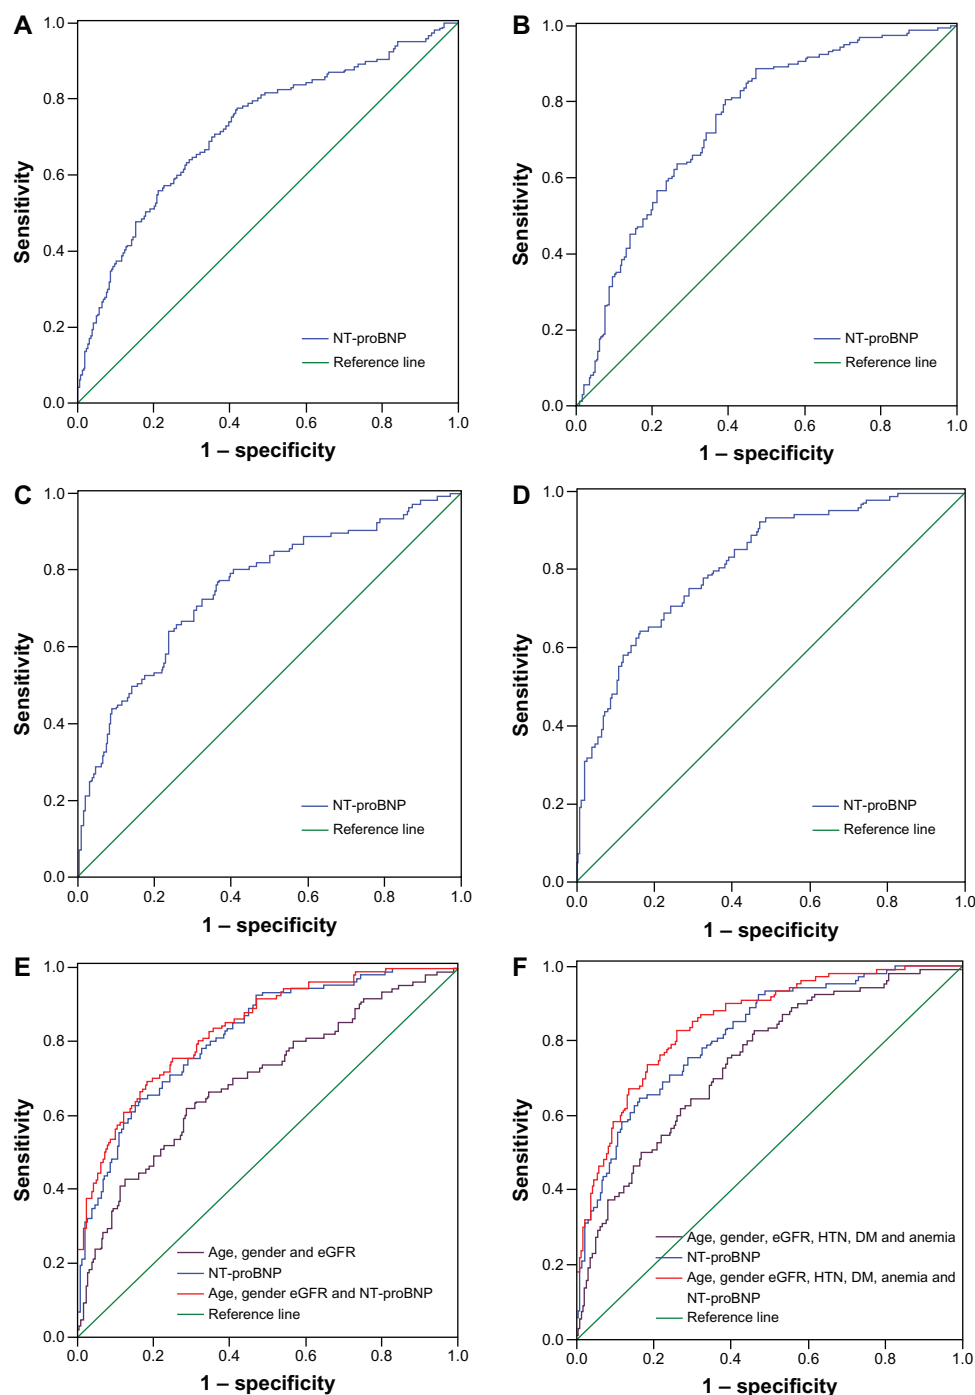 A
1.0
0.8
0.6
0.4
0.2
0.0
Sensitivity
NT-proBNP
Reference line
0.0 0.2 0.4 0.6 0.8 1.0
1 – specificity
B
1.0
0.8
0.6
0.4
0.2
0.0
Sensitivity
NT-proBNP
Reference line
0.0 0.2 0.4 0.6 0.8 1.0
1 – specificity
C
1.0
0.8
0.6
0.4
0.2
0.0
Sensitivity
NT-proBNP
Reference line
0.0 0.2 0.4 0.6 0.8 1.0
1 – specificity
D
1.0
0.8
0.6
0.4
0.2
0.0
Sensitivity
NT-proBNP
Reference line
0.0 0.2 0.4 0.6 0.8 1.0
1 – specificity
E
1.0
0.8
0.6
0.4
0.2
0.0
Sensitivity
Age, gender and eGFR
NT-proBNP
Age, gender eGFR and NT-proBNP
Reference line
0.0 0.2 0.4 0.6 0.8 1.0
1 – specificity
F
1.0
0.8
0.6
0.4
0.2
0.0
Sensitivity
Age, gender, eGFR, HTN, DM and anemia
NT-proBNP
Age, gender eGFR, HTN, DM, anemia and
NT-proBNP
Reference line
0.0 0.2 0.4 0.6 0.8 1.0
1 – specificity